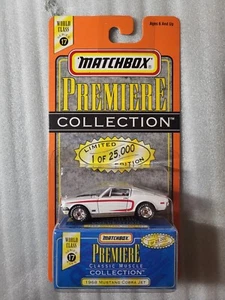 WORLD CLASS
17
Ages 3 and Up
MATCHBOX
PREMIERE
COLLECTION
LIMITED
1 OF 25,000
EDITION
WORLD CLASS
17
MATCHBOX
PREMIERE
CLASSIC MUSCLE
COLLECTION
1968 MUSTANG COBRA JET